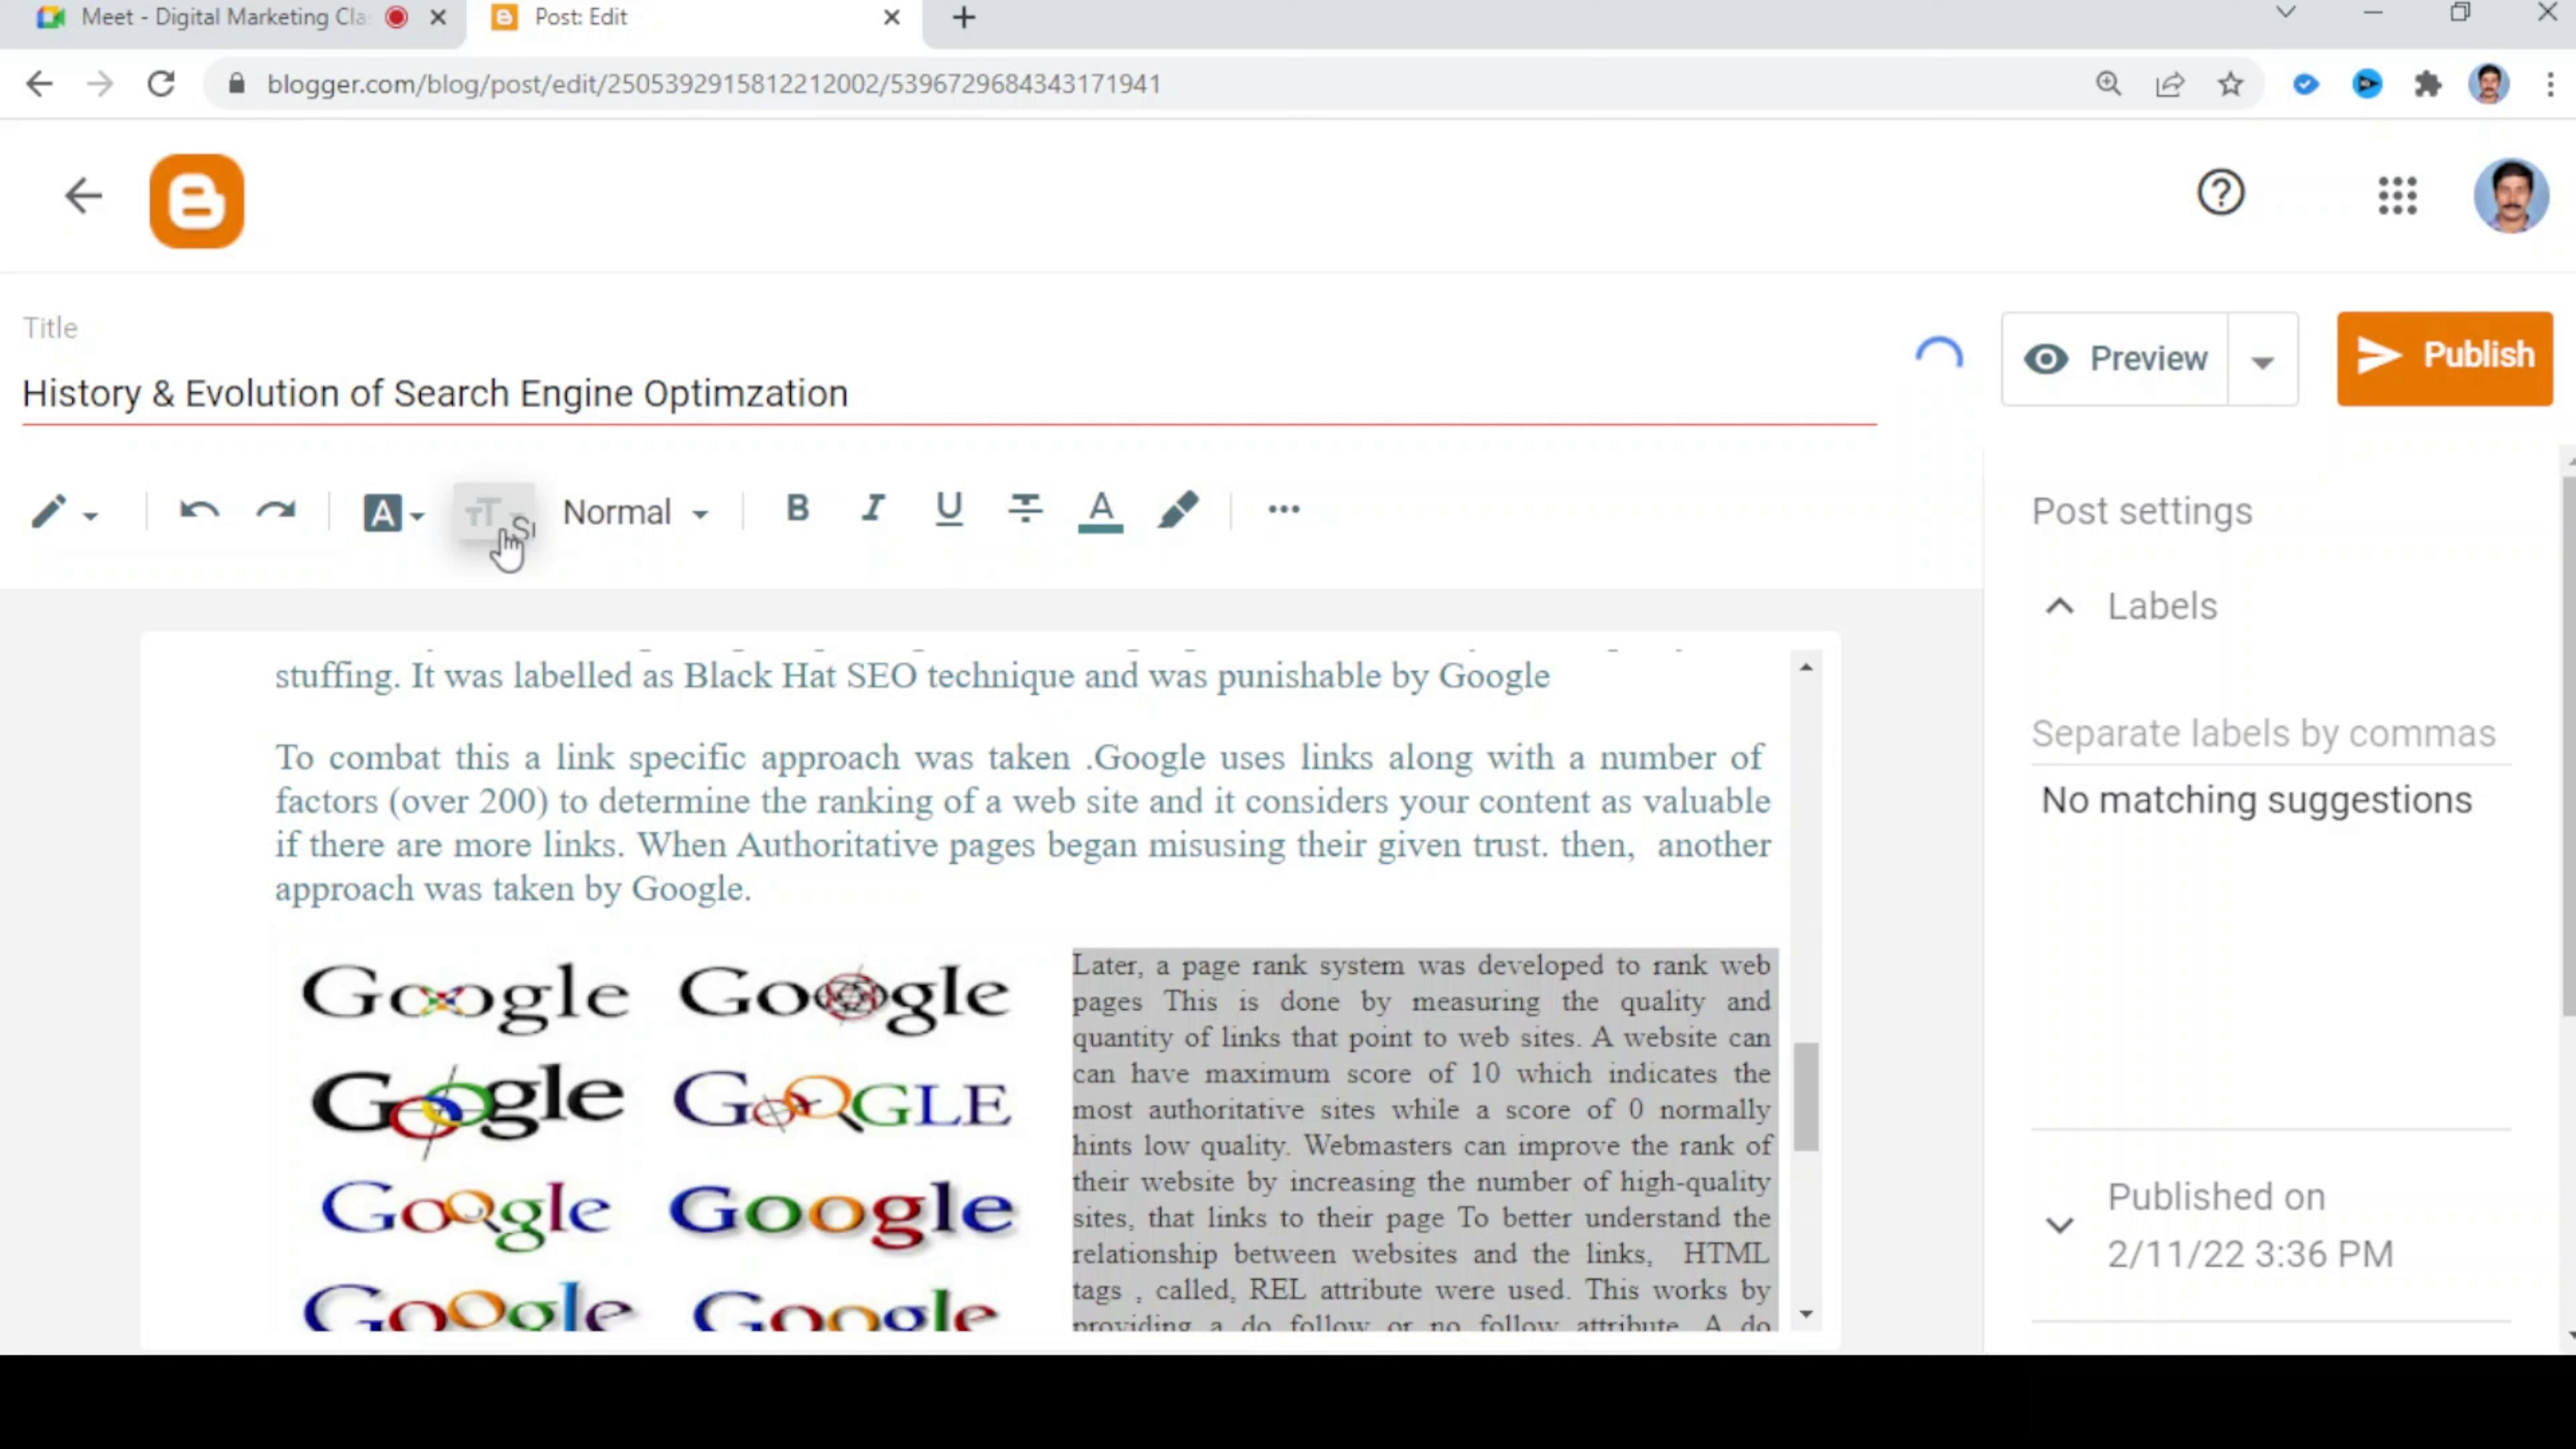 Meet - Digital Marketing Cla
Post: Edit
blogger.com/blog/post/edit/2505392915812212002/5396729684343171941
Title
History & Evolution of Search Engine Optimzation
Preview
Publish
Normal
B I U A
Post settings
Labels
Separate labels by commas
No matching suggestions
Published on
2/11/22 3:36 PM
stuffing. It was labelled as Black Hat SEO technique and was punishable by Google
To combat this a link specific approach was taken .Google uses links along with a number of
factors (over 200) to determine the ranking of a web site and it considers your content as valuable
if there are more links. When Authoritative pages began misusing their given trust. then, another
approach was taken by Google.
Google Google
Google GOOGLE
Google Google
Google Google
Later, a page rank system was developed to rank web
pages This is done by measuring the quality and
quantity of links that point to web sites. A website can
can have maximum score of 10 which indicates the
most authoritative sites while a score of 0 normally
hints low quality. Webmasters can improve the rank of
their website by increasing the number of high-quality
sites, that links to their page To better understand the
relationship between websites and the links, HTML
tags , called, REL attribute were used. This works by
providing a do follow or no follow attribute. A do